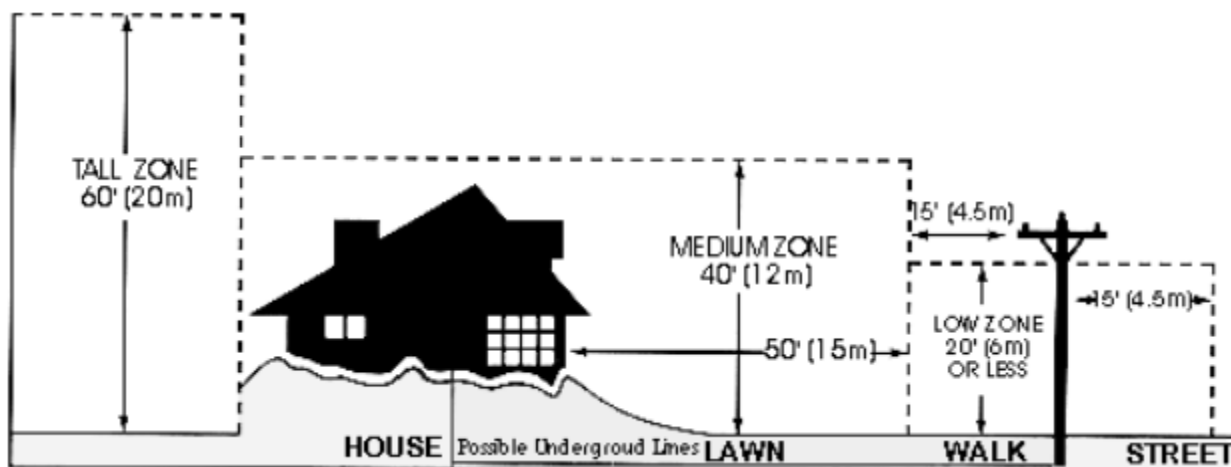 TALL ZONE
60' (20m)
MEDIUM ZONE
40' (12m)
15' (4.5m)
15' (4.5m)
LOW ZONE
20' (6m)
OR LESS
50' (15m)
HOUSE
Possible Undergroud Lines
LAWN
WALK
STREET